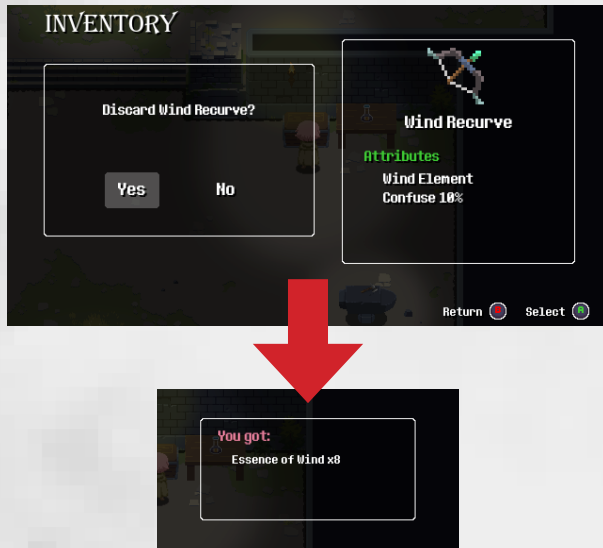 INVENTORY
Discard Wind Recurve?
Yes No
Wind Recurve
Attributes
Wind Element
Confuse 10%
Return B Select A
You got:
Essence of Wind x8